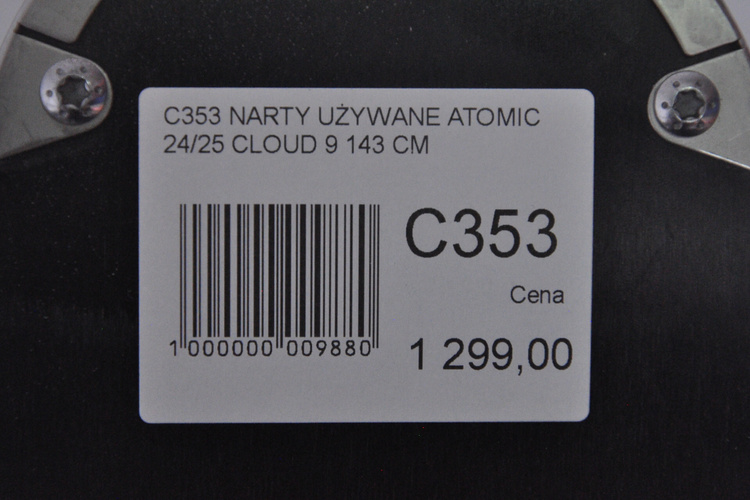 C353 NARTY UŻYWANE ATOMIC
24/25 CLOUD 9 143 CM
C353
Cena
1 000000 009880
1 299,00